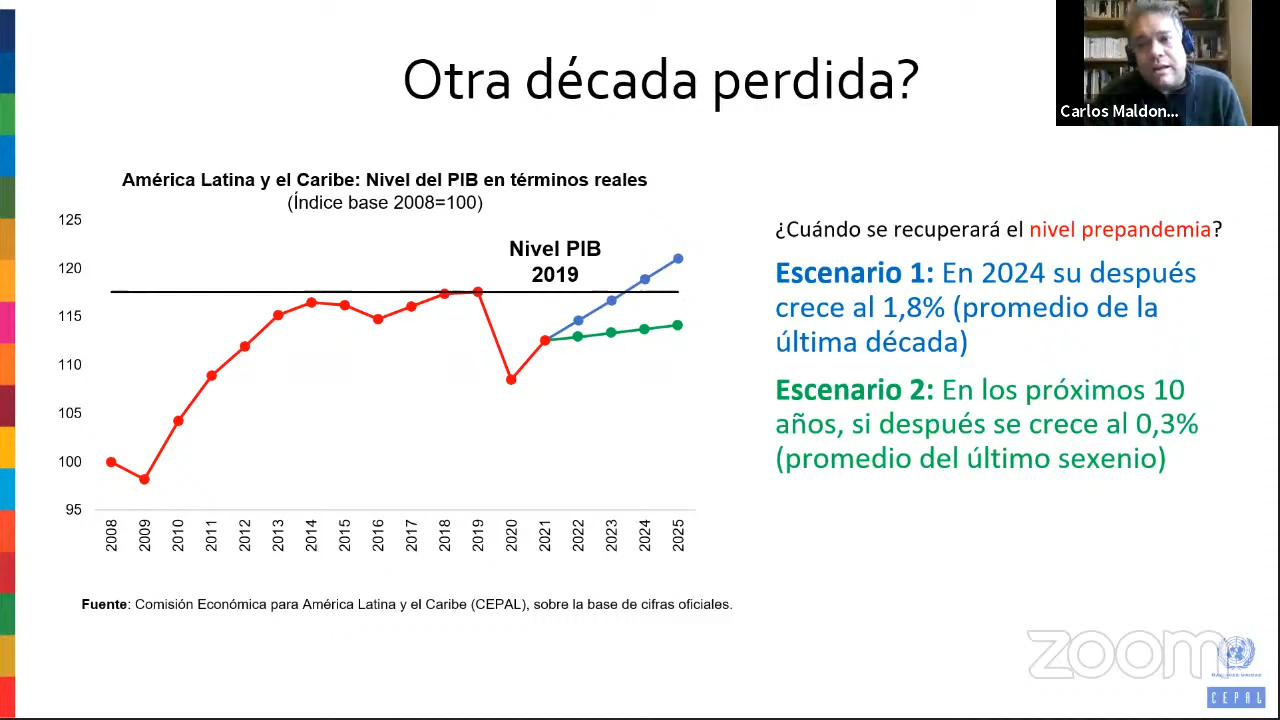 Otra década perdida?
Carlos Maldon...
América Latina y el Caribe: Nivel del PIB en términos reales
(Índice base 2008=100)
125
120
115
110
105
100
95
Nivel PIB
2019
2008
2009
2010
2011
2012
2013
2014
2015
2016
2017
2018
2019
2020
2021
2022
2023
2024
2025
Fuente: Comisión Económica para América Latina y el Caribe (CEPAL), sobre la base de cifras oficiales.
¿Cuándo se recuperará el nivel prepandemia?
Escenario 1: En 2024 su después
crece al 1,8% (promedio de la
última década)
Escenario 2: En los próximos 10
años, si después se crece al 0,3%
(promedio del último sexenio)
zoom
NACIONES UNIDAS
CEPAL